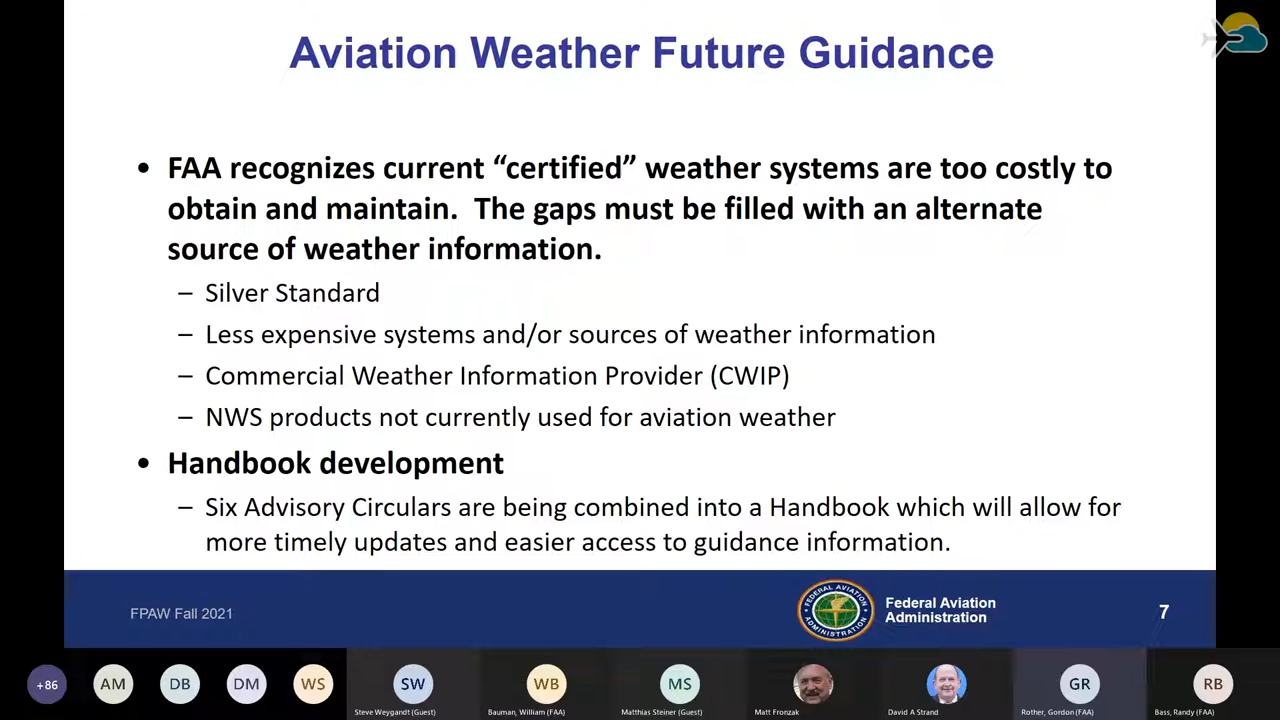 Aviation Weather Future Guidance
• FAA recognizes current “certified” weather systems are too costly to
obtain and maintain.  The gaps must be filled with an alternate
source of weather information.
– Silver Standard
– Less expensive systems and/or sources of weather information
– Commercial Weather Information Provider (CWIP)
– NWS products not currently used for aviation weather
• Handbook development
– Six Advisory Circulars are being combined into a Handbook which will allow for
more timely updates and easier access to guidance information.
FPAW Fall 2021
FEDERAL AVIATION
ADMINISTRATION
Federal Aviation
Administration
7
+86
AM
DB
DM
WS
SW
WB
MS
GR
RB
Steve Weygandt (Guest)
Bauman, William (FAA)
Matthias Steiner (Guest)
Matt Fronzak
David A Strand
Rother, Gordon (FAA)
Bass, Randy (FAA)